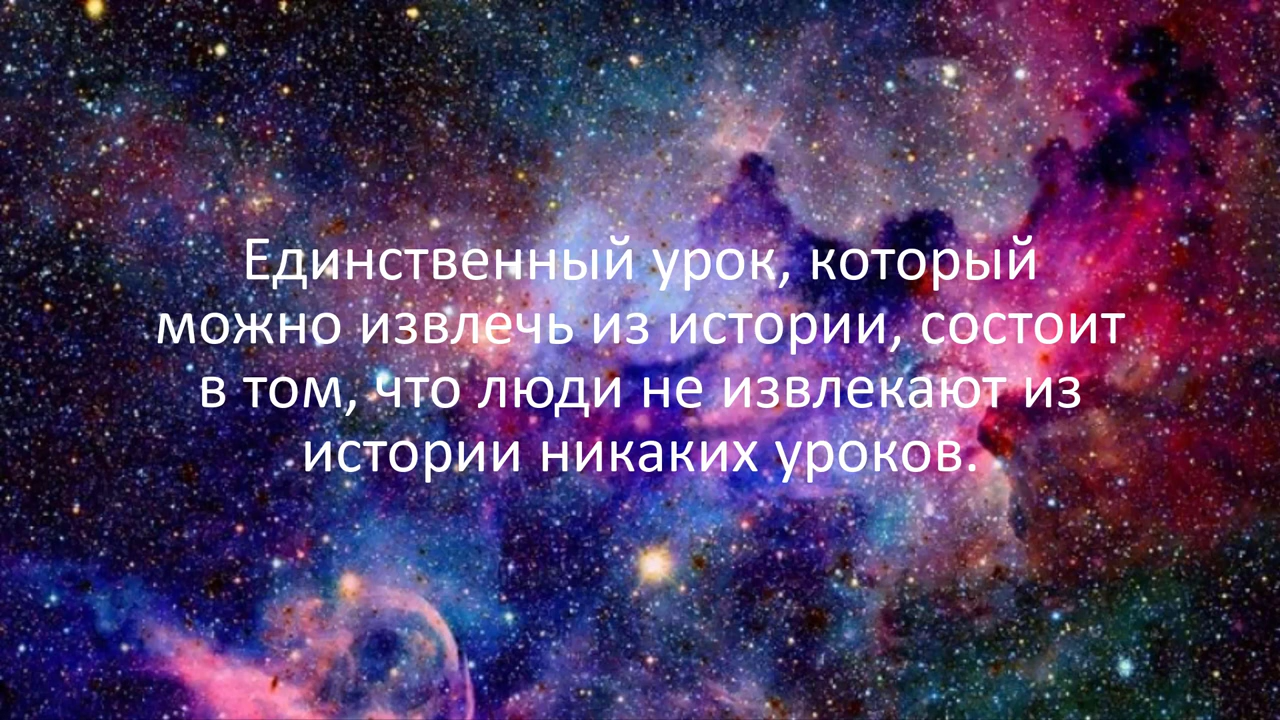 Единственный урок, который
можно извлечь из истории, состоит
в том, что люди не извлекают из
истории никаких уроков.